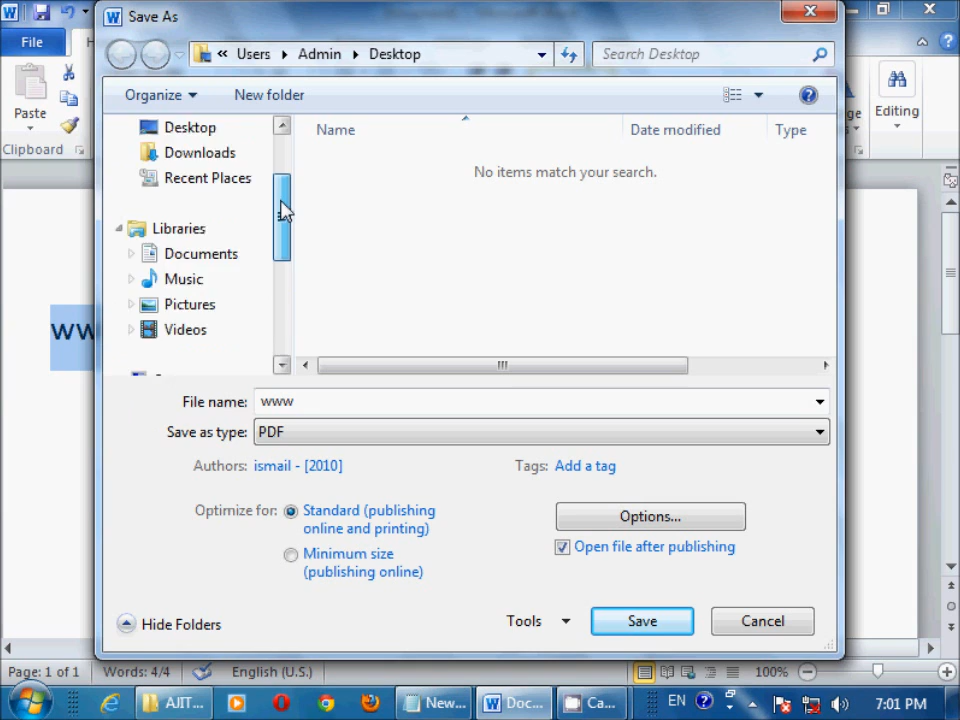 Save As
File
« Users ▸ Admin ▸ Desktop
Search Desktop
Organize
New folder
Paste
Clipboard
Editing
Desktop
Downloads
Recent Places
Libraries
Documents
Music
Pictures
Videos
Name
Date modified
Type
No items match your search.
File name: www
Save as type: PDF
Authors: ismail - [2010]
Tags: Add a tag
Optimize for:
Standard (publishing
online and printing)
Minimum size
(publishing online)
Options...
Open file after publishing
Hide Folders
Tools
Save
Cancel
Page: 1 of 1
Words: 4/4
English (U.S.)
100%
AJIT...
New...
Doc...
Ca...
EN
7:01 PM